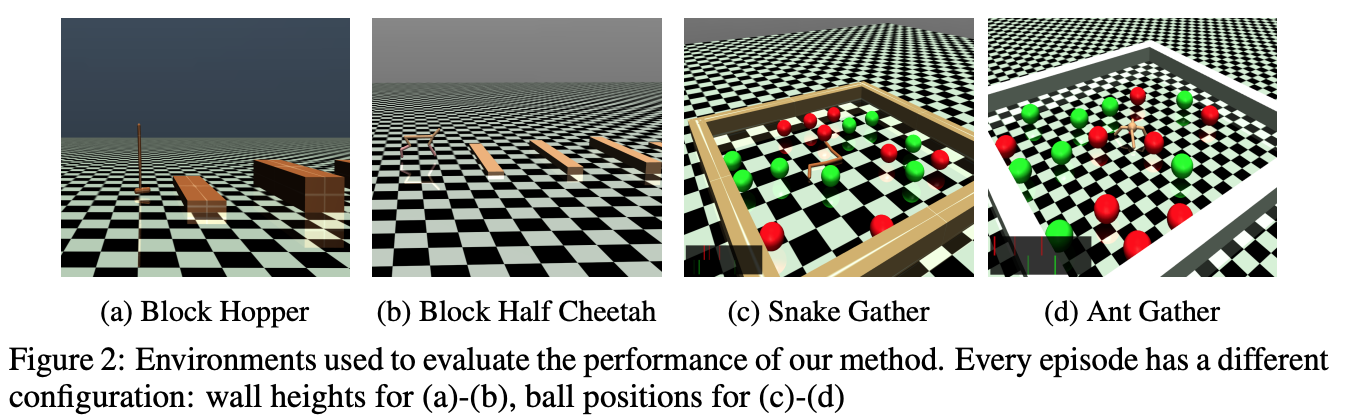 (a) Block Hopper
(b) Block Half Cheetah
(c) Snake Gather
(d) Ant Gather
Figure 2: Environments used to evaluate the performance of our method. Every episode has a different
configuration: wall heights for (a)-(b), ball positions for (c)-(d)